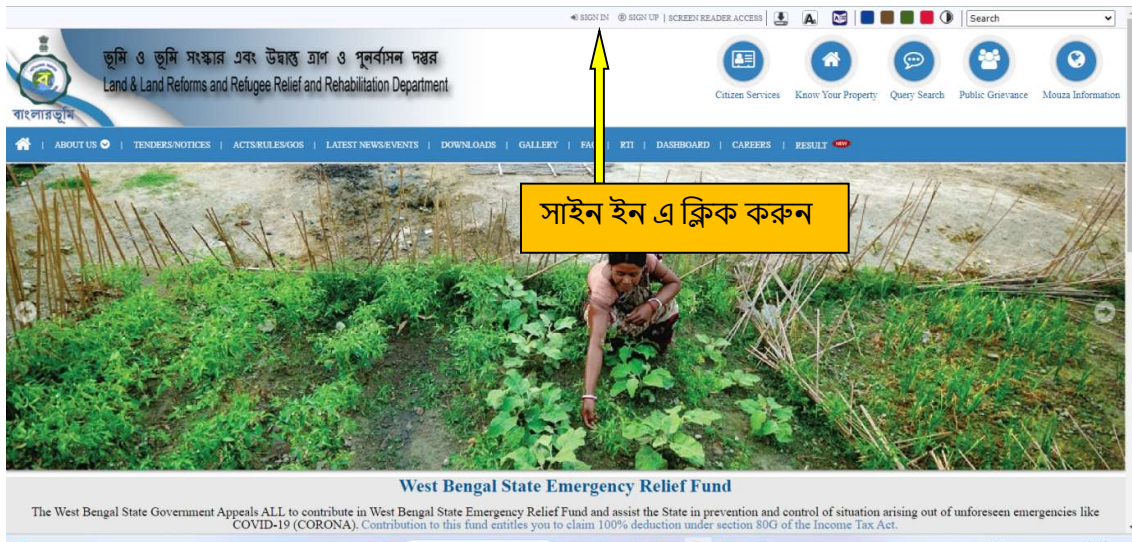 SIGN IN SIGN UP | SCREEN READER ACCESS A Search
ভূমি ও ভূমি সংস্কার এবং উদ্বাস্তু ত্রাণ ও পুনর্বাসন দপ্তর
Land & Land Reforms and Refugee Relief and Rehabilitation Department
বাংলারভূমি
Citizen Services Know Your Property Query Search Public Grievance Mouza Information
ABOUT US | TENDERS/NOTICES | ACTS/RULES/GOS | LATEST NEWS/EVENTS | DOWNLOADS | GALLERY | FAQ | RTI | DASHBOARD | CAREERS | RESULT NEW
সাইন ইন এ ক্লিক করুন
West Bengal State Emergency Relief Fund
The West Bengal State Government Appeals ALL to contribute in West Bengal State Emergency Relief Fund and assist the State in prevention and control of situation arising out of unforeseen emergencies like
COVID-19 (CORONA). Contribution to this fund entitles you to claim 100% deduction under section 80G of the Income Tax Act.